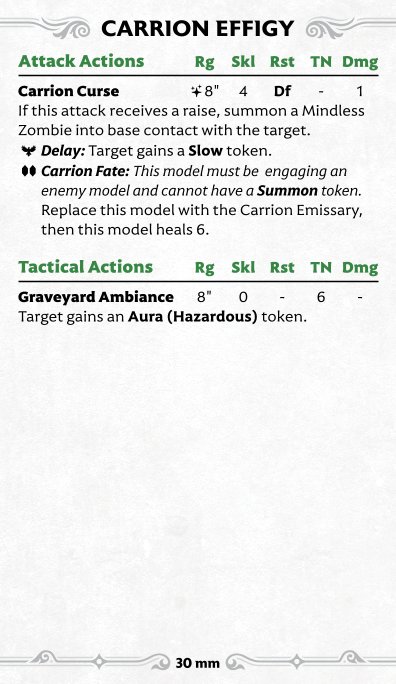 CARRION EFFIGY
Attack Actions Rg Skl Rst TN Dmg
Carrion Curse 8" 4 Df - 1
If this attack receives a raise, summon a Mindless
Zombie into base contact with the target.
Delay: Target gains a Slow token.
Carrion Fate: This model must be engaging an
enemy model and cannot have a Summon token.
Replace this model with the Carrion Emissary,
then this model heals 6.
Tactical Actions Rg Skl Rst TN Dmg
Graveyard Ambiance 8" 0 - 6 -
Target gains an Aura (Hazardous) token.
30 mm